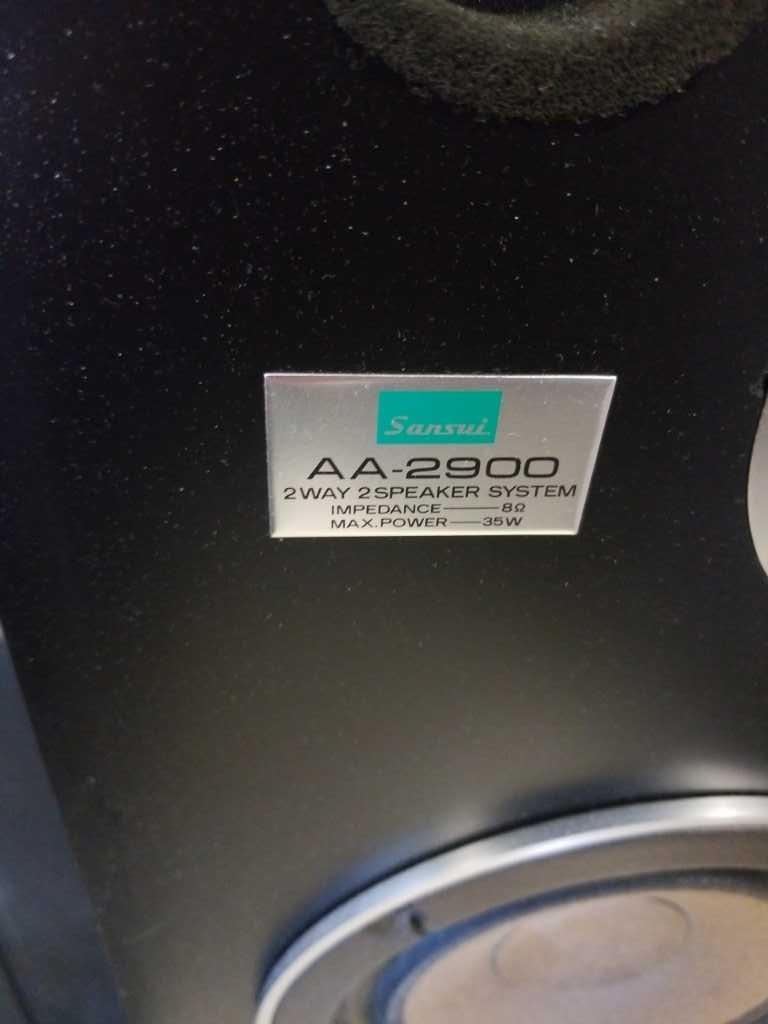 Sansui
AA-2900
2WAY 2SPEAKER SYSTEM
IMPEDANCE——8Ω
MAX.POWER——35W